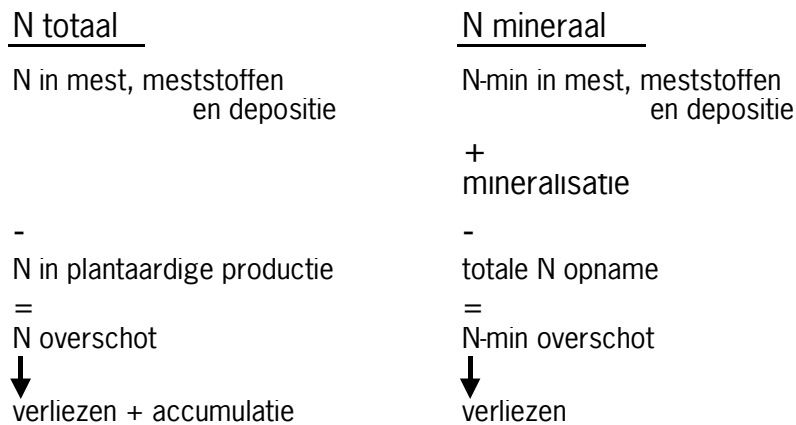 N totaal
N in mest, meststoffen
en depositie
-
N in plantaardige productie
=
N overschot
verliezen + accumulatie
N mineraal
N-min in mest, meststoffen
en depositie
+
mineralisatie
-
totale N opname
=
N-min overschot
verliezen